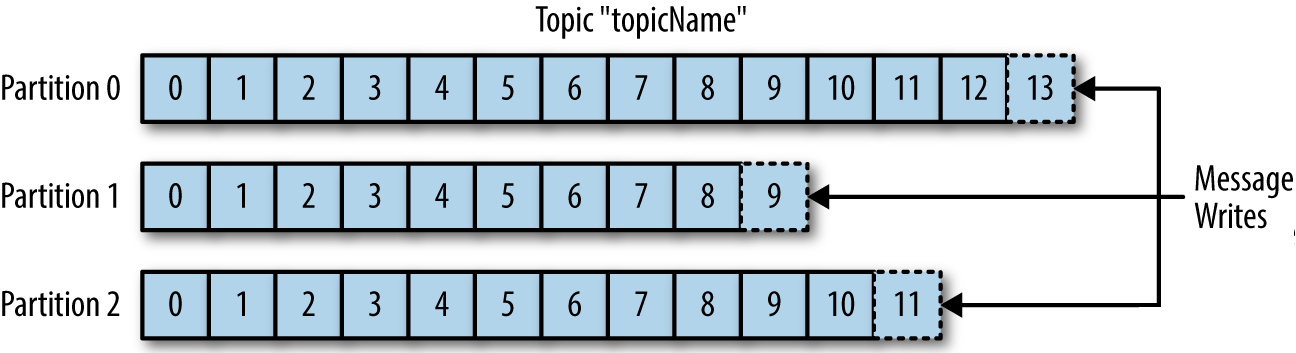 Topic "topicName"
Partition 0 0 1 2 3 4 5 6 7 8 9 10 11 12 13
Partition 1 0 1 2 3 4 5 6 7 8 9
Message
Writes
Partition 2 0 1 2 3 4 5 6 7 8 9 10 11